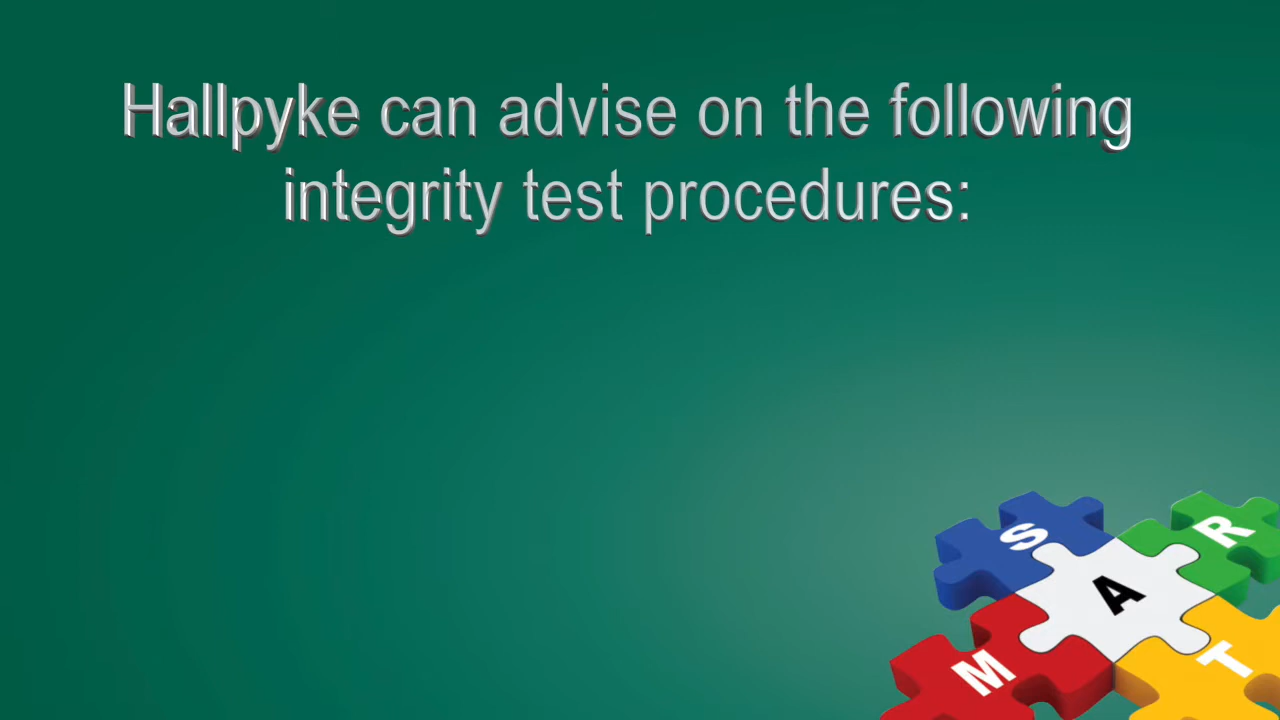 Hallpyke can advise on the following
integrity test procedures:
S
R
A
M
T